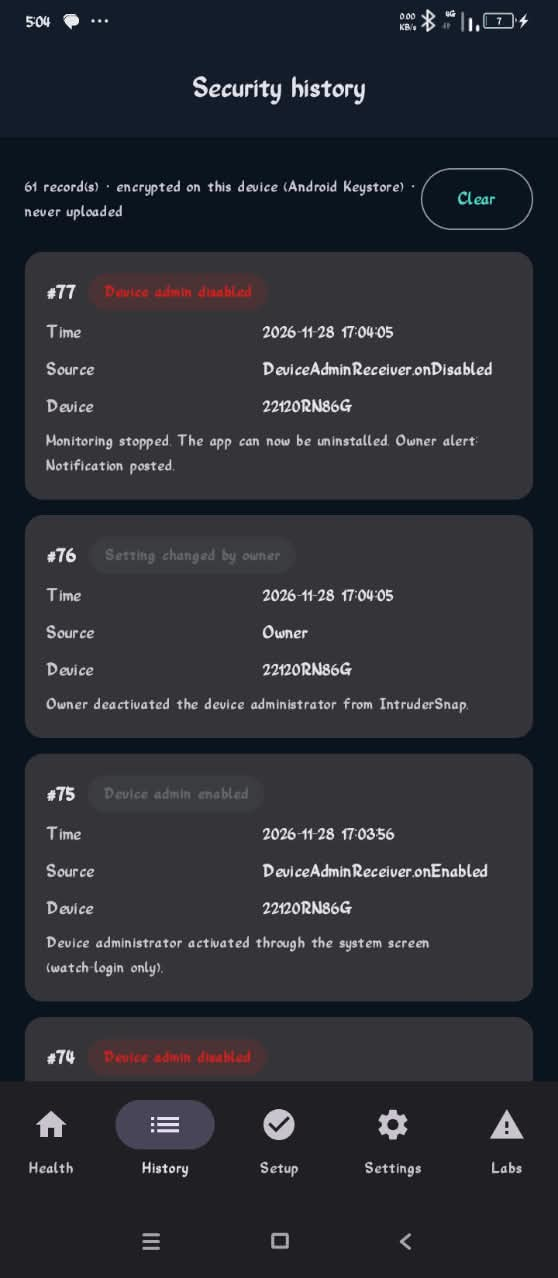 5:04
0.00 KB/s 4G 7
Security history
61 record(s) · encrypted on this device (Android Keystore) ·
never uploaded
Clear
#77 Device admin disabled
Time 2026-11-28 17:04:05
Source DeviceAdminReceiver.onDisabled
Device 22120RN86G
Monitoring stopped. The app can now be uninstalled. Owner alert:
Notification posted.
#76 Setting changed by owner
Time 2026-11-28 17:04:05
Source Owner
Device 22120RN86G
Owner deactivated the device administrator from IntruderSnap.
#75 Device admin enabled
Time 2026-11-28 17:03:56
Source DeviceAdminReceiver.onEnabled
Device 22120RN86G
Device administrator activated through the system screen
(watch-login only).
#74 Device admin disabled
Health History Setup Settings Labs